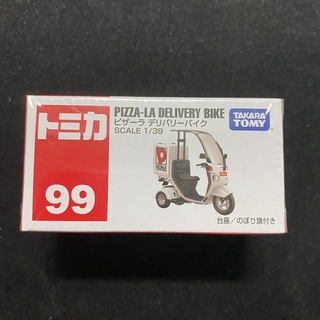 トミカ
99
PIZZA-LA DELIVERY BIKE
ピザーラ デリバリーバイク
SCALE 1/39
TAKARA
TOMY
台座/のぼり旗付き